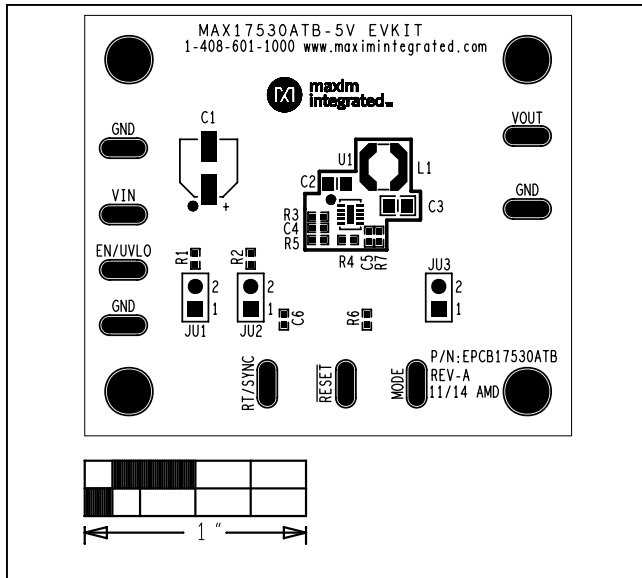 MAX17530ATB-5V EVKIT
1-408-601-1000 www.maximintegrated.com
maxim
integrated™
C1
GND
VOUT
U1
L1
C2
VIN
GND
C3
R3
C4
R5
EN/UVLO
R1
R2
R4
C5
R7
JU3
GND
2
1
2
1
2
1
JU1
JU2
C6
R6
RT/SYNC
RESET
MODE
P/N:EPCB17530ATB
REV-A
11/14 AMD
1 "